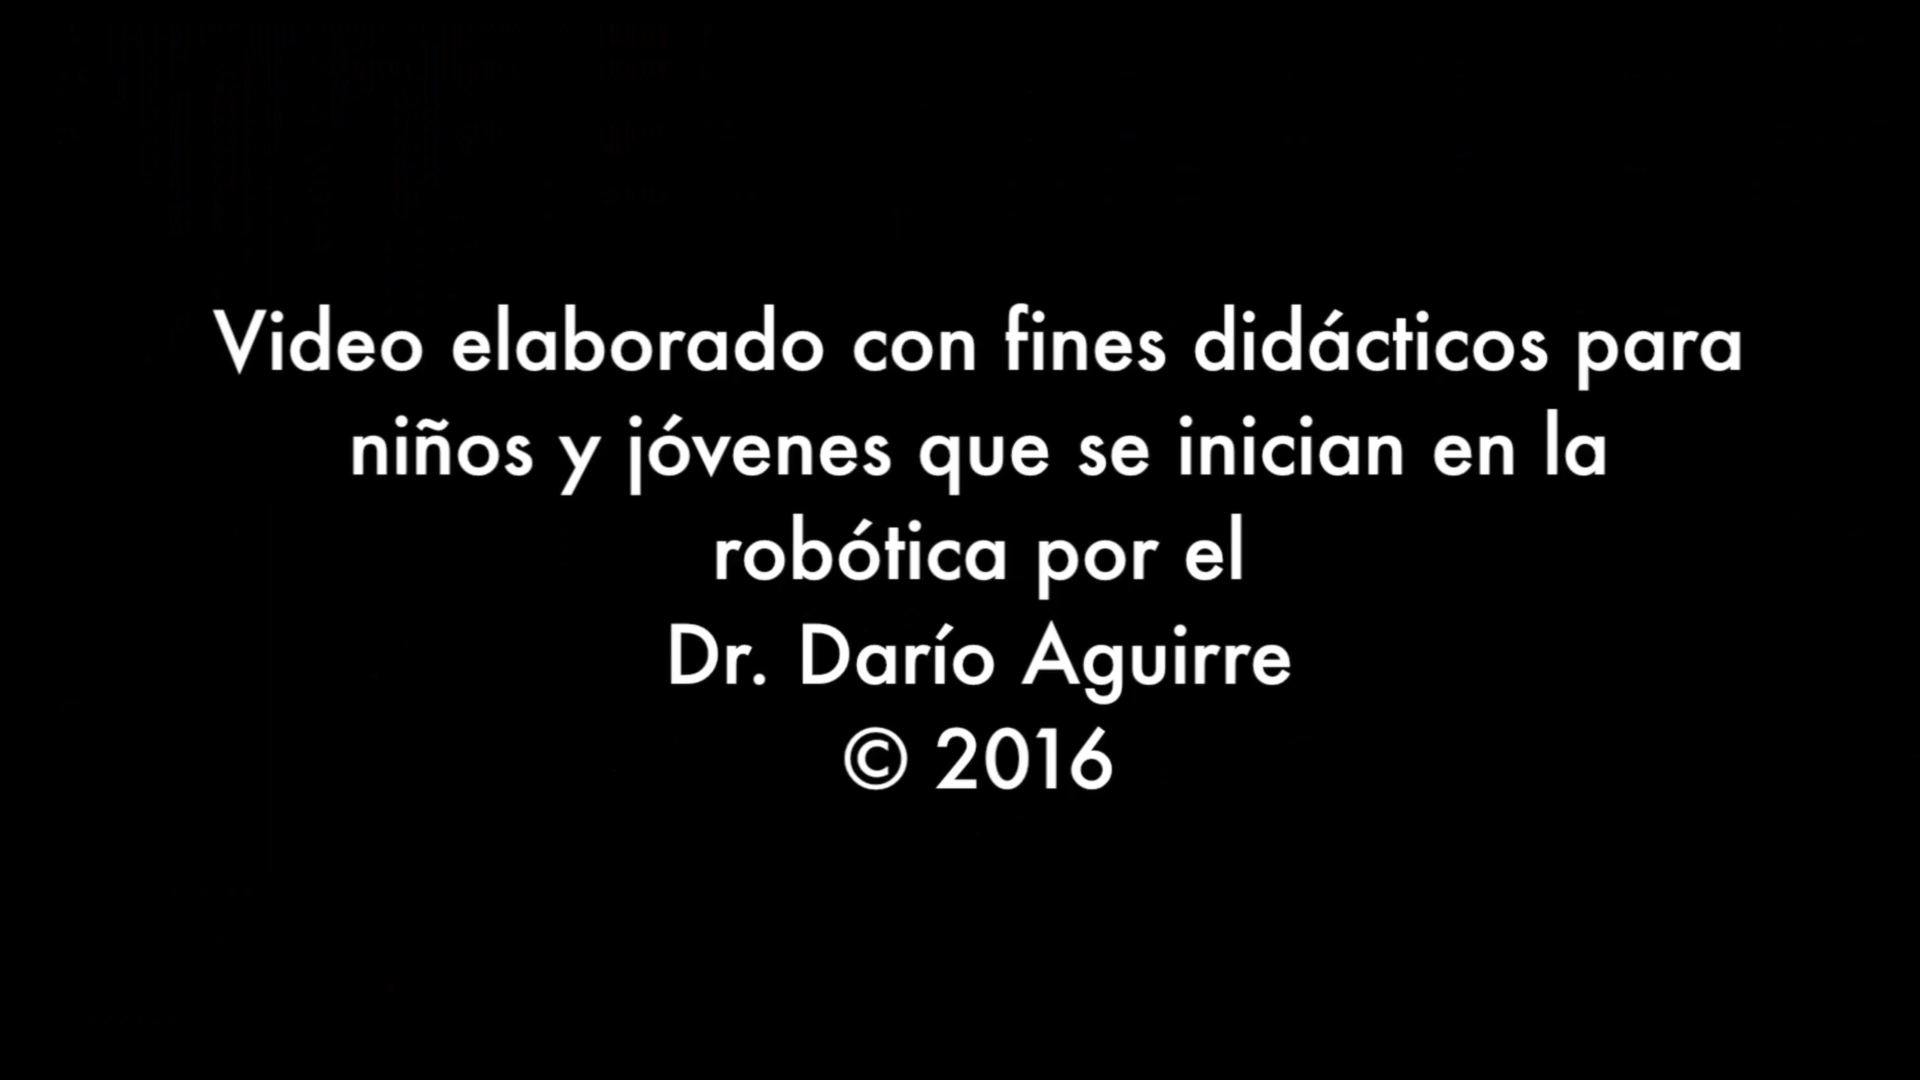 Video elaborado con fines didácticos para
niños y jóvenes que se inician en la
robótica por el
Dr. Darío Aguirre
© 2016